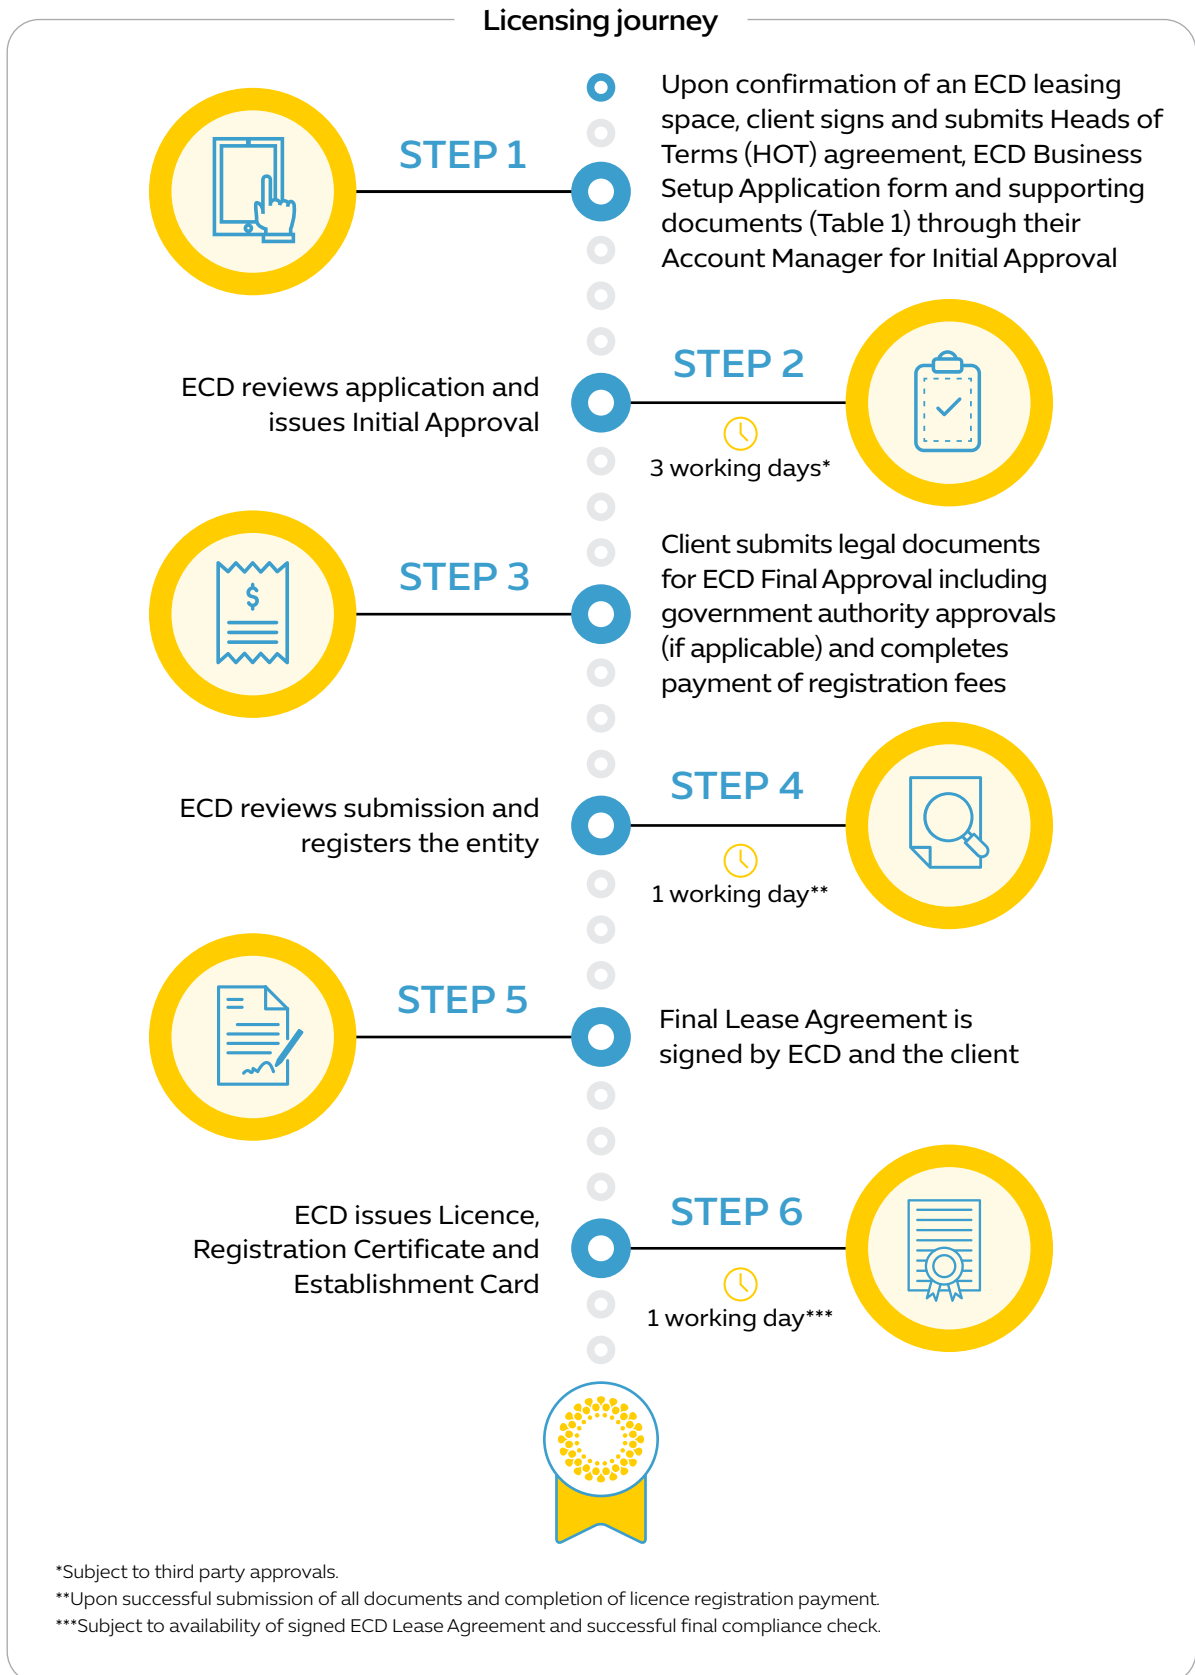 Licensing journey
STEP 1
Upon confirmation of an ECD leasing
space, client signs and submits Heads of
Terms (HOT) agreement, ECD Business
Setup Application form and supporting
documents (Table 1) through their
Account Manager for Initial Approval
STEP 2
ECD reviews application and
issues Initial Approval
3 working days*
STEP 3
$
Client submits legal documents
for ECD Final Approval including
government authority approvals
(if applicable) and completes
payment of registration fees
STEP 4
ECD reviews submission and
registers the entity
1 working day**
STEP 5
Final Lease Agreement is
signed by ECD and the client
STEP 6
ECD issues Licence,
Registration Certificate and
Establishment Card
1 working day***
*Subject to third party approvals.
**Upon successful submission of all documents and completion of licence registration payment.
***Subject to availability of signed ECD Lease Agreement and successful final compliance check.